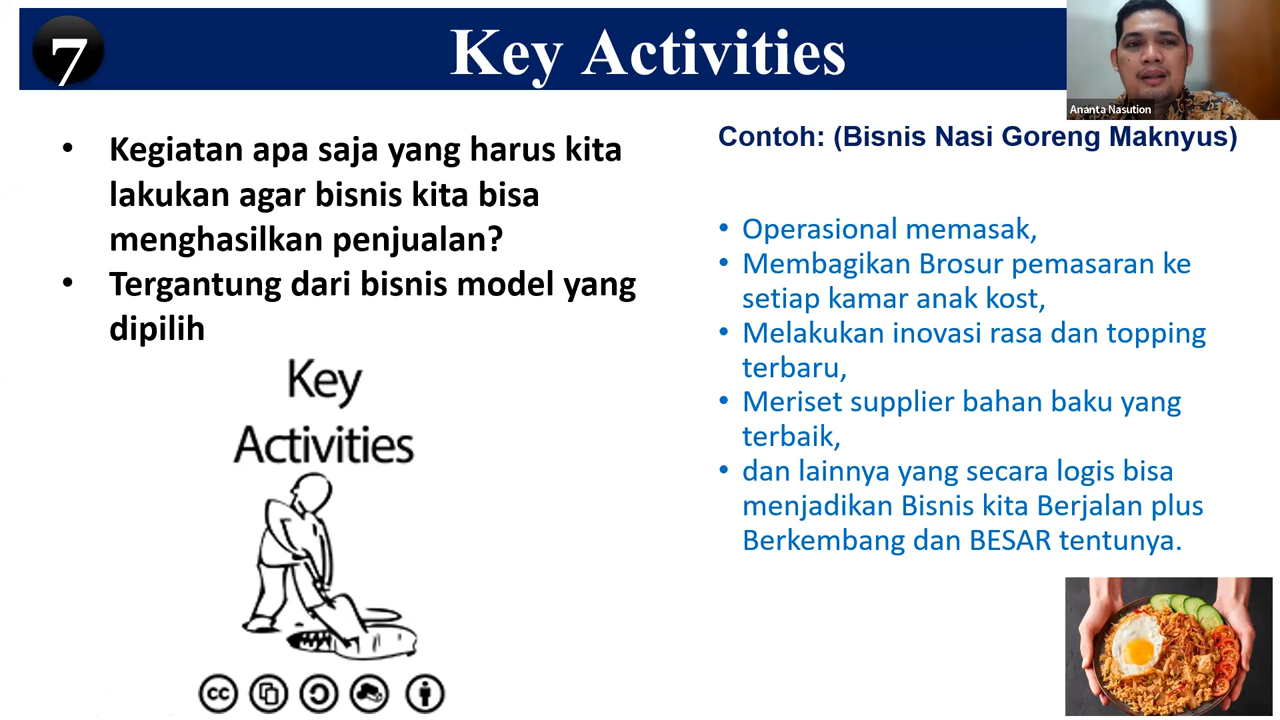 7
Key Activities
Ananta Nasution
• Kegiatan apa saja yang harus kita
lakukan agar bisnis kita bisa
menghasilkan penjualan?
• Tergantung dari bisnis model yang
dipilih
Key
Activities
cc
Contoh: (Bisnis Nasi Goreng Maknyus)
• Operasional memasak,
• Membagikan Brosur pemasaran ke
setiap kamar anak kost,
• Melakukan inovasi rasa dan topping
terbaru,
• Meriset supplier bahan baku yang
terbaik,
• dan lainnya yang secara logis bisa
menjadikan Bisnis kita Berjalan plus
Berkembang dan BESAR tentunya.